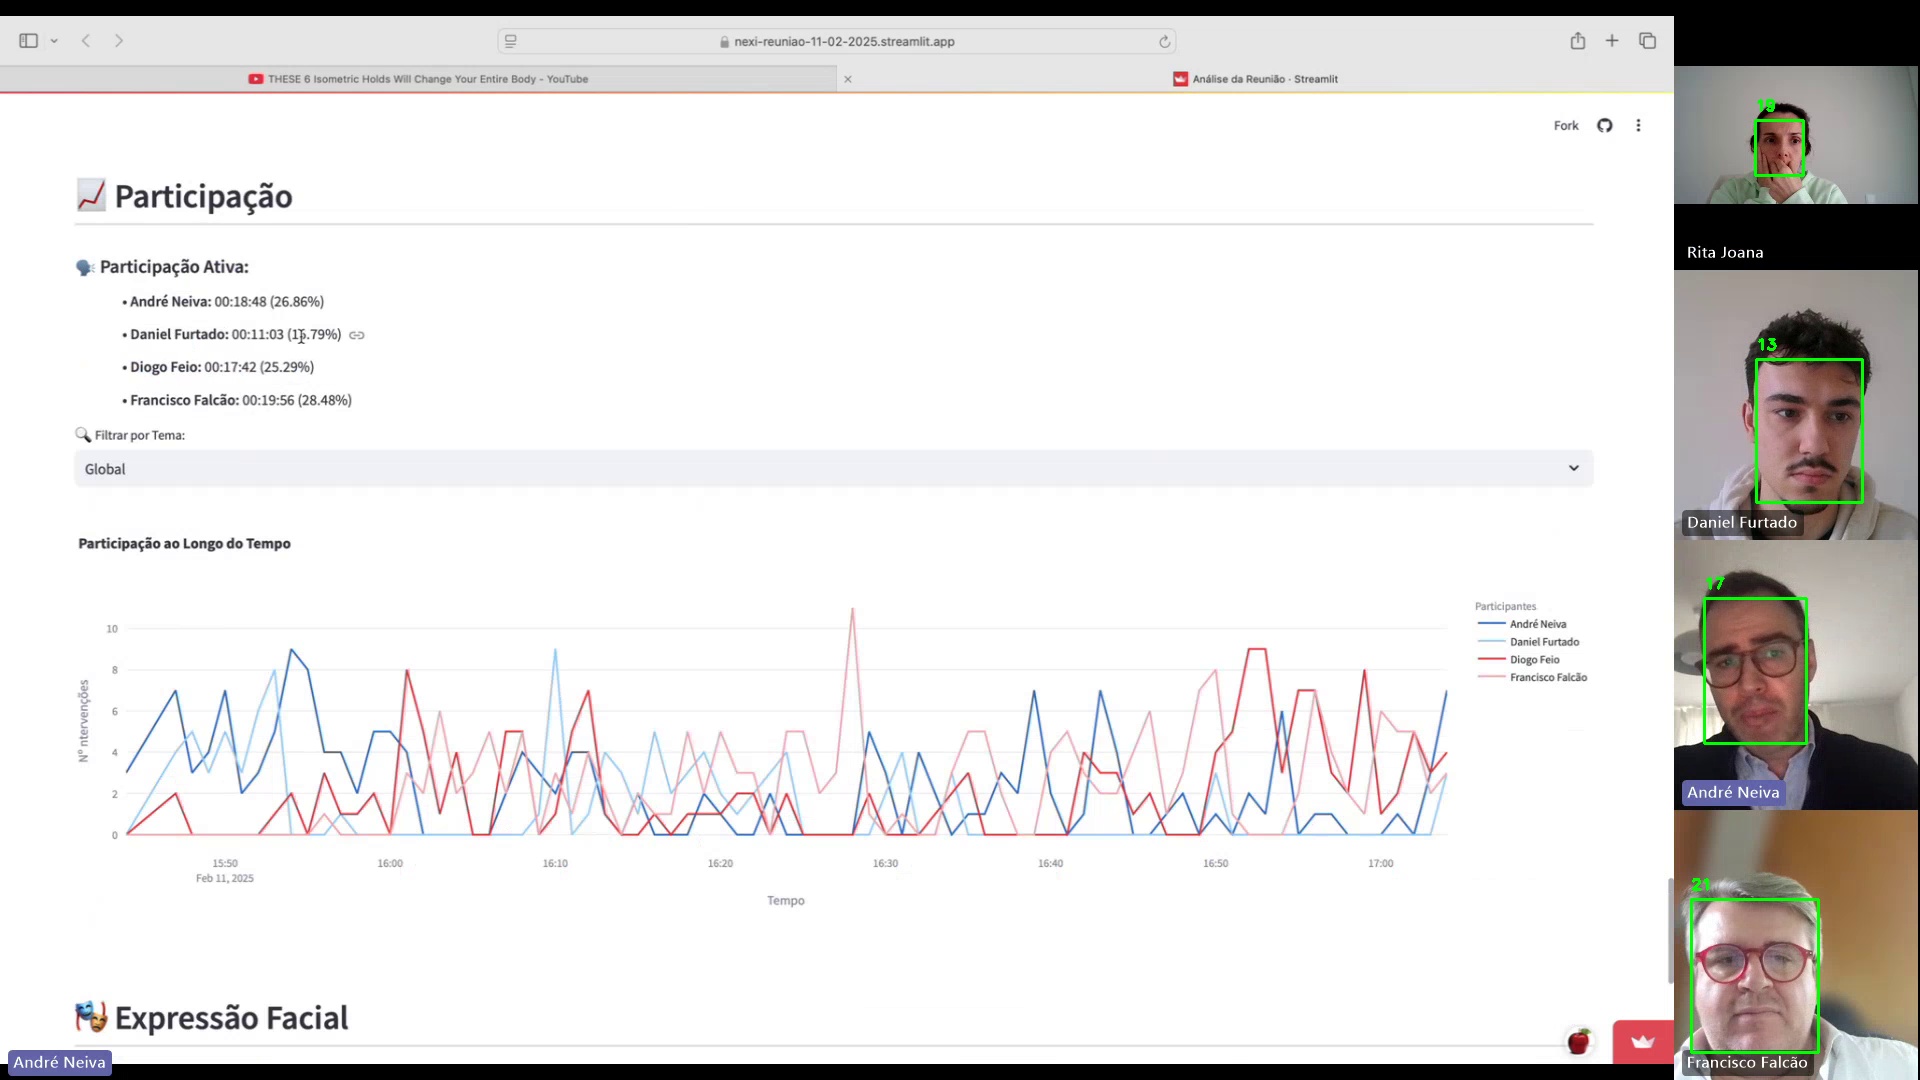 nexi-reuniao-11-02-2025.streamlit.app
THESE 6 Isometric Holds Will Change Your Entire Body - YouTube
Análise da Reunião · Streamlit
Fork
Participação
Participação Ativa:
• André Neiva: 00:18:48 (26.86%)
• Daniel Furtado: 00:11:03 (15.79%)
• Diogo Feio: 00:17:42 (25.29%)
• Francisco Falcão: 00:19:56 (28.48%)
Filtrar por Tema:
Global
Participação ao Longo do Tempo
Nº ntervenções
10
8
6
4
2
0
15:50
16:00
16:10
16:20
16:30
16:40
16:50
17:00
Feb 11, 2025
Tempo
Participantes
André Neiva
Daniel Furtado
Diogo Feio
Francisco Falcão
Expressão Facial
André Neiva
19
Rita Joana
13
Daniel Furtado
17
André Neiva
21
Francisco Falcão